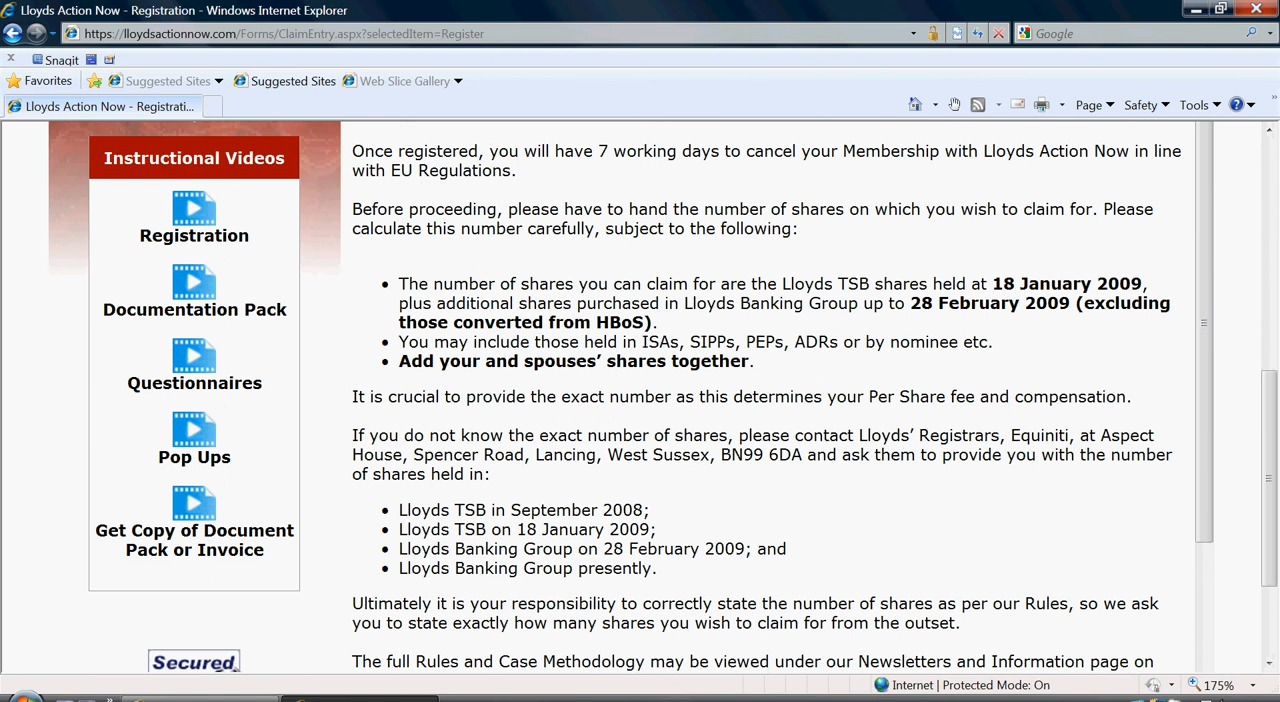 Lloyds Action Now - Registration - Windows Internet Explorer
https://lloydsactionnow.com/Forms/ClaimEntry.aspx?selectedItem=Register
Google
x Snagit
Favorites Suggested Sites Suggested Sites Web Slice Gallery
Lloyds Action Now - Registrati...
Page Safety Tools
Instructional Videos
Registration
Documentation Pack
Questionnaires
Pop Ups
Get Copy of Document
Pack or Invoice
Secured
Once registered, you will have 7 working days to cancel your Membership with Lloyds Action Now in line
with EU Regulations.
Before proceeding, please have to hand the number of shares on which you wish to claim for. Please
calculate this number carefully, subject to the following:
• The number of shares you can claim for are the Lloyds TSB shares held at 18 January 2009,
plus additional shares purchased in Lloyds Banking Group up to 28 February 2009 (excluding
those converted from HBoS).
• You may include those held in ISAs, SIPPs, PEPs, ADRs or by nominee etc.
• Add your and spouses’ shares together.
It is crucial to provide the exact number as this determines your Per Share fee and compensation.
If you do not know the exact number of shares, please contact Lloyds’ Registrars, Equiniti, at Aspect
House, Spencer Road, Lancing, West Sussex, BN99 6DA and ask them to provide you with the number
of shares held in:
• Lloyds TSB in September 2008;
• Lloyds TSB on 18 January 2009;
• Lloyds Banking Group on 28 February 2009; and
• Lloyds Banking Group presently.
Ultimately it is your responsibility to correctly state the number of shares as per our Rules, so we ask
you to state exactly how many shares you wish to claim for from the outset.
The full Rules and Case Methodology may be viewed under our Newsletters and Information page on
Internet | Protected Mode: On
175%